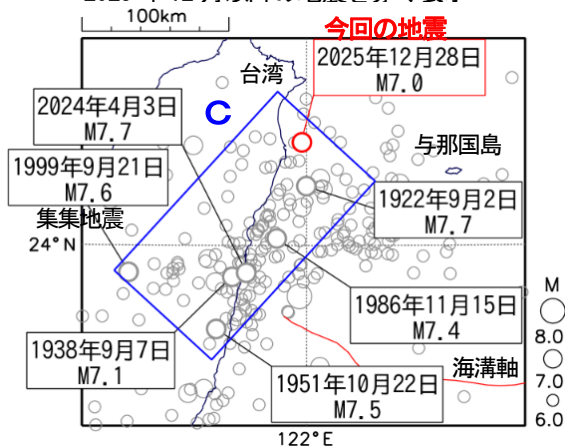 100km
今回の地震
2025年12月28日
M7.0
台湾
C
2024年4月3日
M7.7
与那国島
1999年9月21日
M7.6
集集地震
1922年9月2日
M7.7
24°N
1986年11月15日
M7.4
M
8.0
7.0
6.0
1938年9月7日
M7.1
1951年10月22日
M7.5
海溝軸
122°E